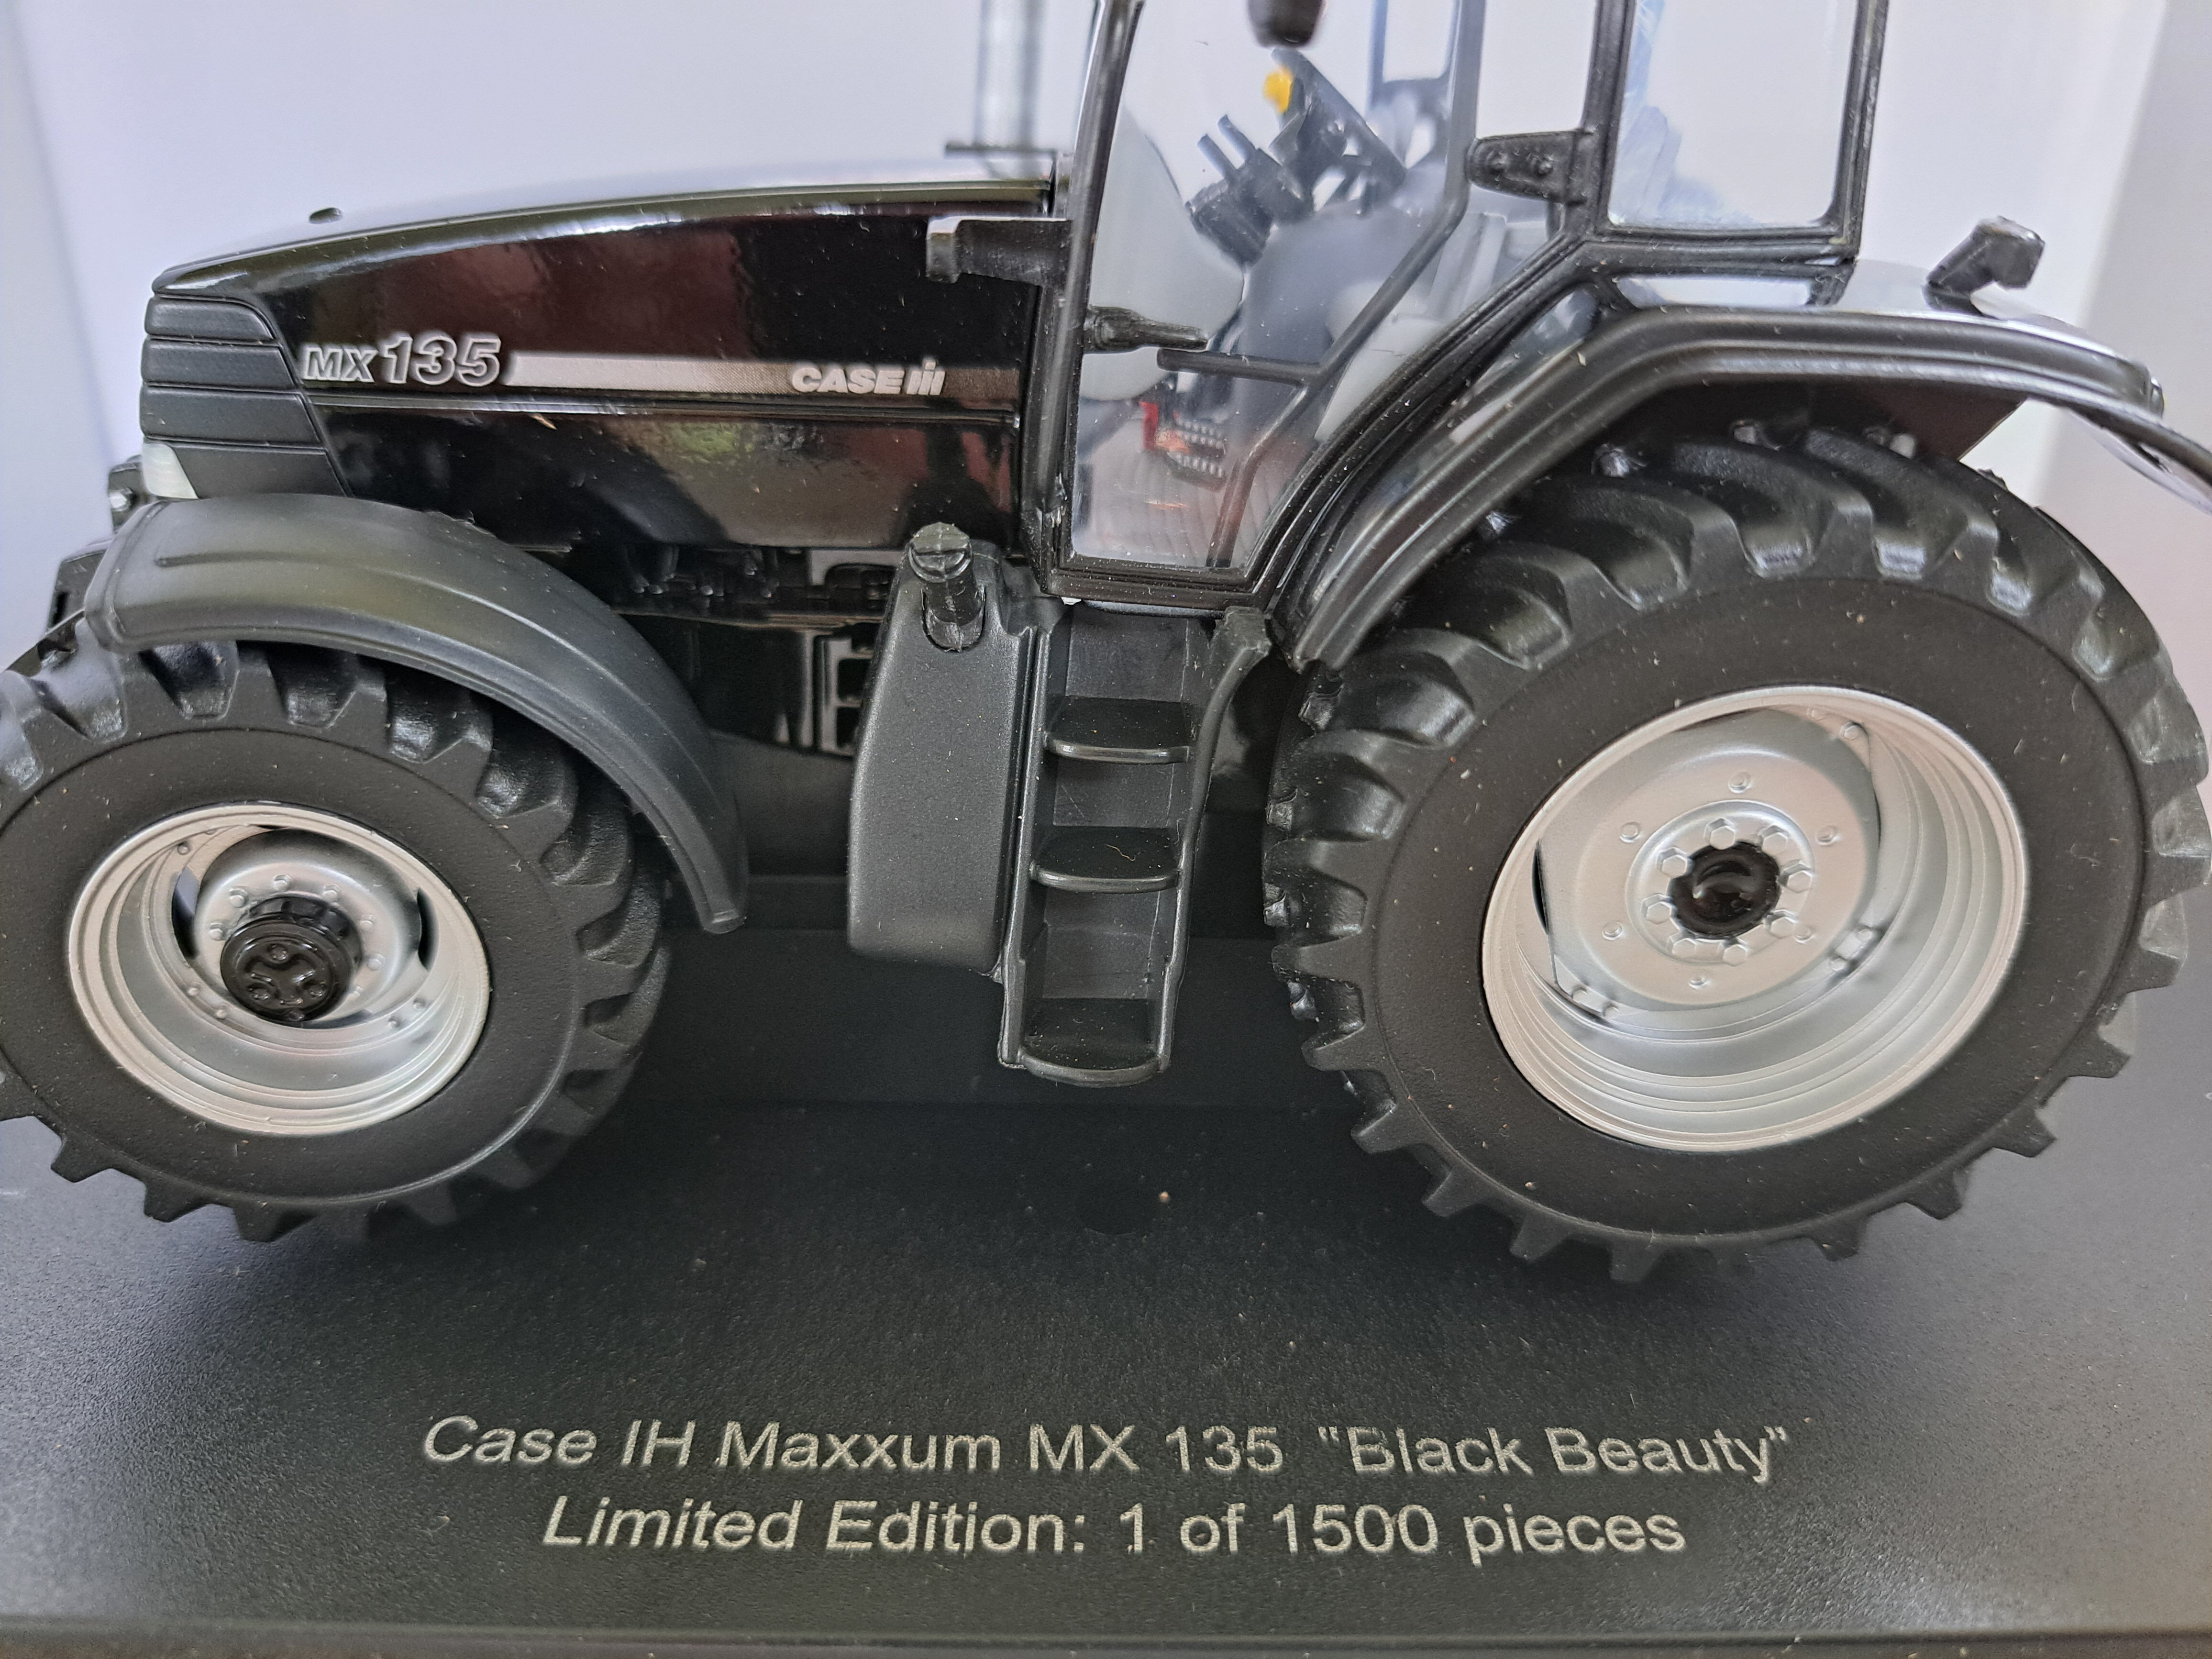 MX 135
CASE IH
Case IH Maxxum MX 135 "Black Beauty"
Limited Edition: 1 of 1500 pieces